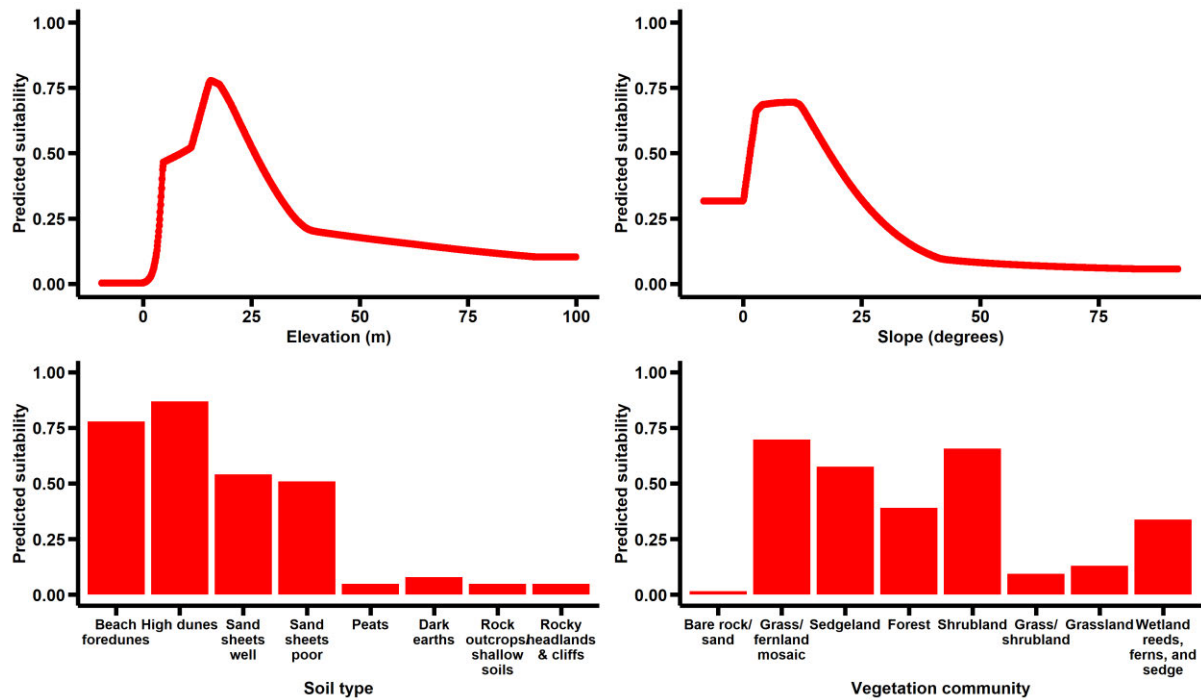 1.00
0.75
0.50
0.25
0.00
Predicted suitability
0 25 50 75 100
Elevation (m)
1.00
0.75
0.50
0.25
0.00
Predicted suitability
0 25 50 75
Slope (degrees)
1.00
0.75
0.50
0.25
0.00
Predicted suitability
Beach
foredunes
High dunes
Sand
sheets
well
Sand
sheets
poor
Peats
Dark
earths
Rock
outcrops/
shallow
soils
Rocky
headlands
& cliffs
Soil type
1.00
0.75
0.50
0.25
0.00
Predicted suitability
Bare rock/
sand
Grass/
fernland
mosaic
Sedgeland
Forest
Shrubland
Grass/
shrubland
Grassland
Wetland
reeds,
ferns, and
sedge
Vegetation community